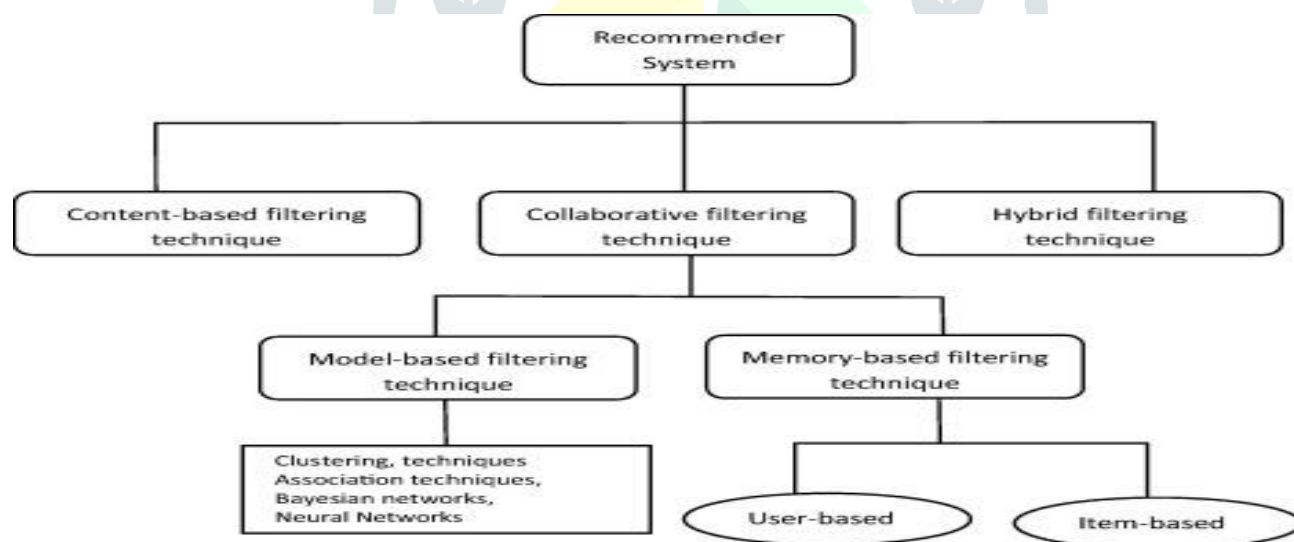 Recommender
System
Content-based filtering
technique
Collaborative filtering
technique
Hybrid filtering
technique
Model-based filtering
technique
Memory-based filtering
technique
Clustering, techniques
Association techniques,
Bayesian networks,
Neural Networks
User-based
Item-based